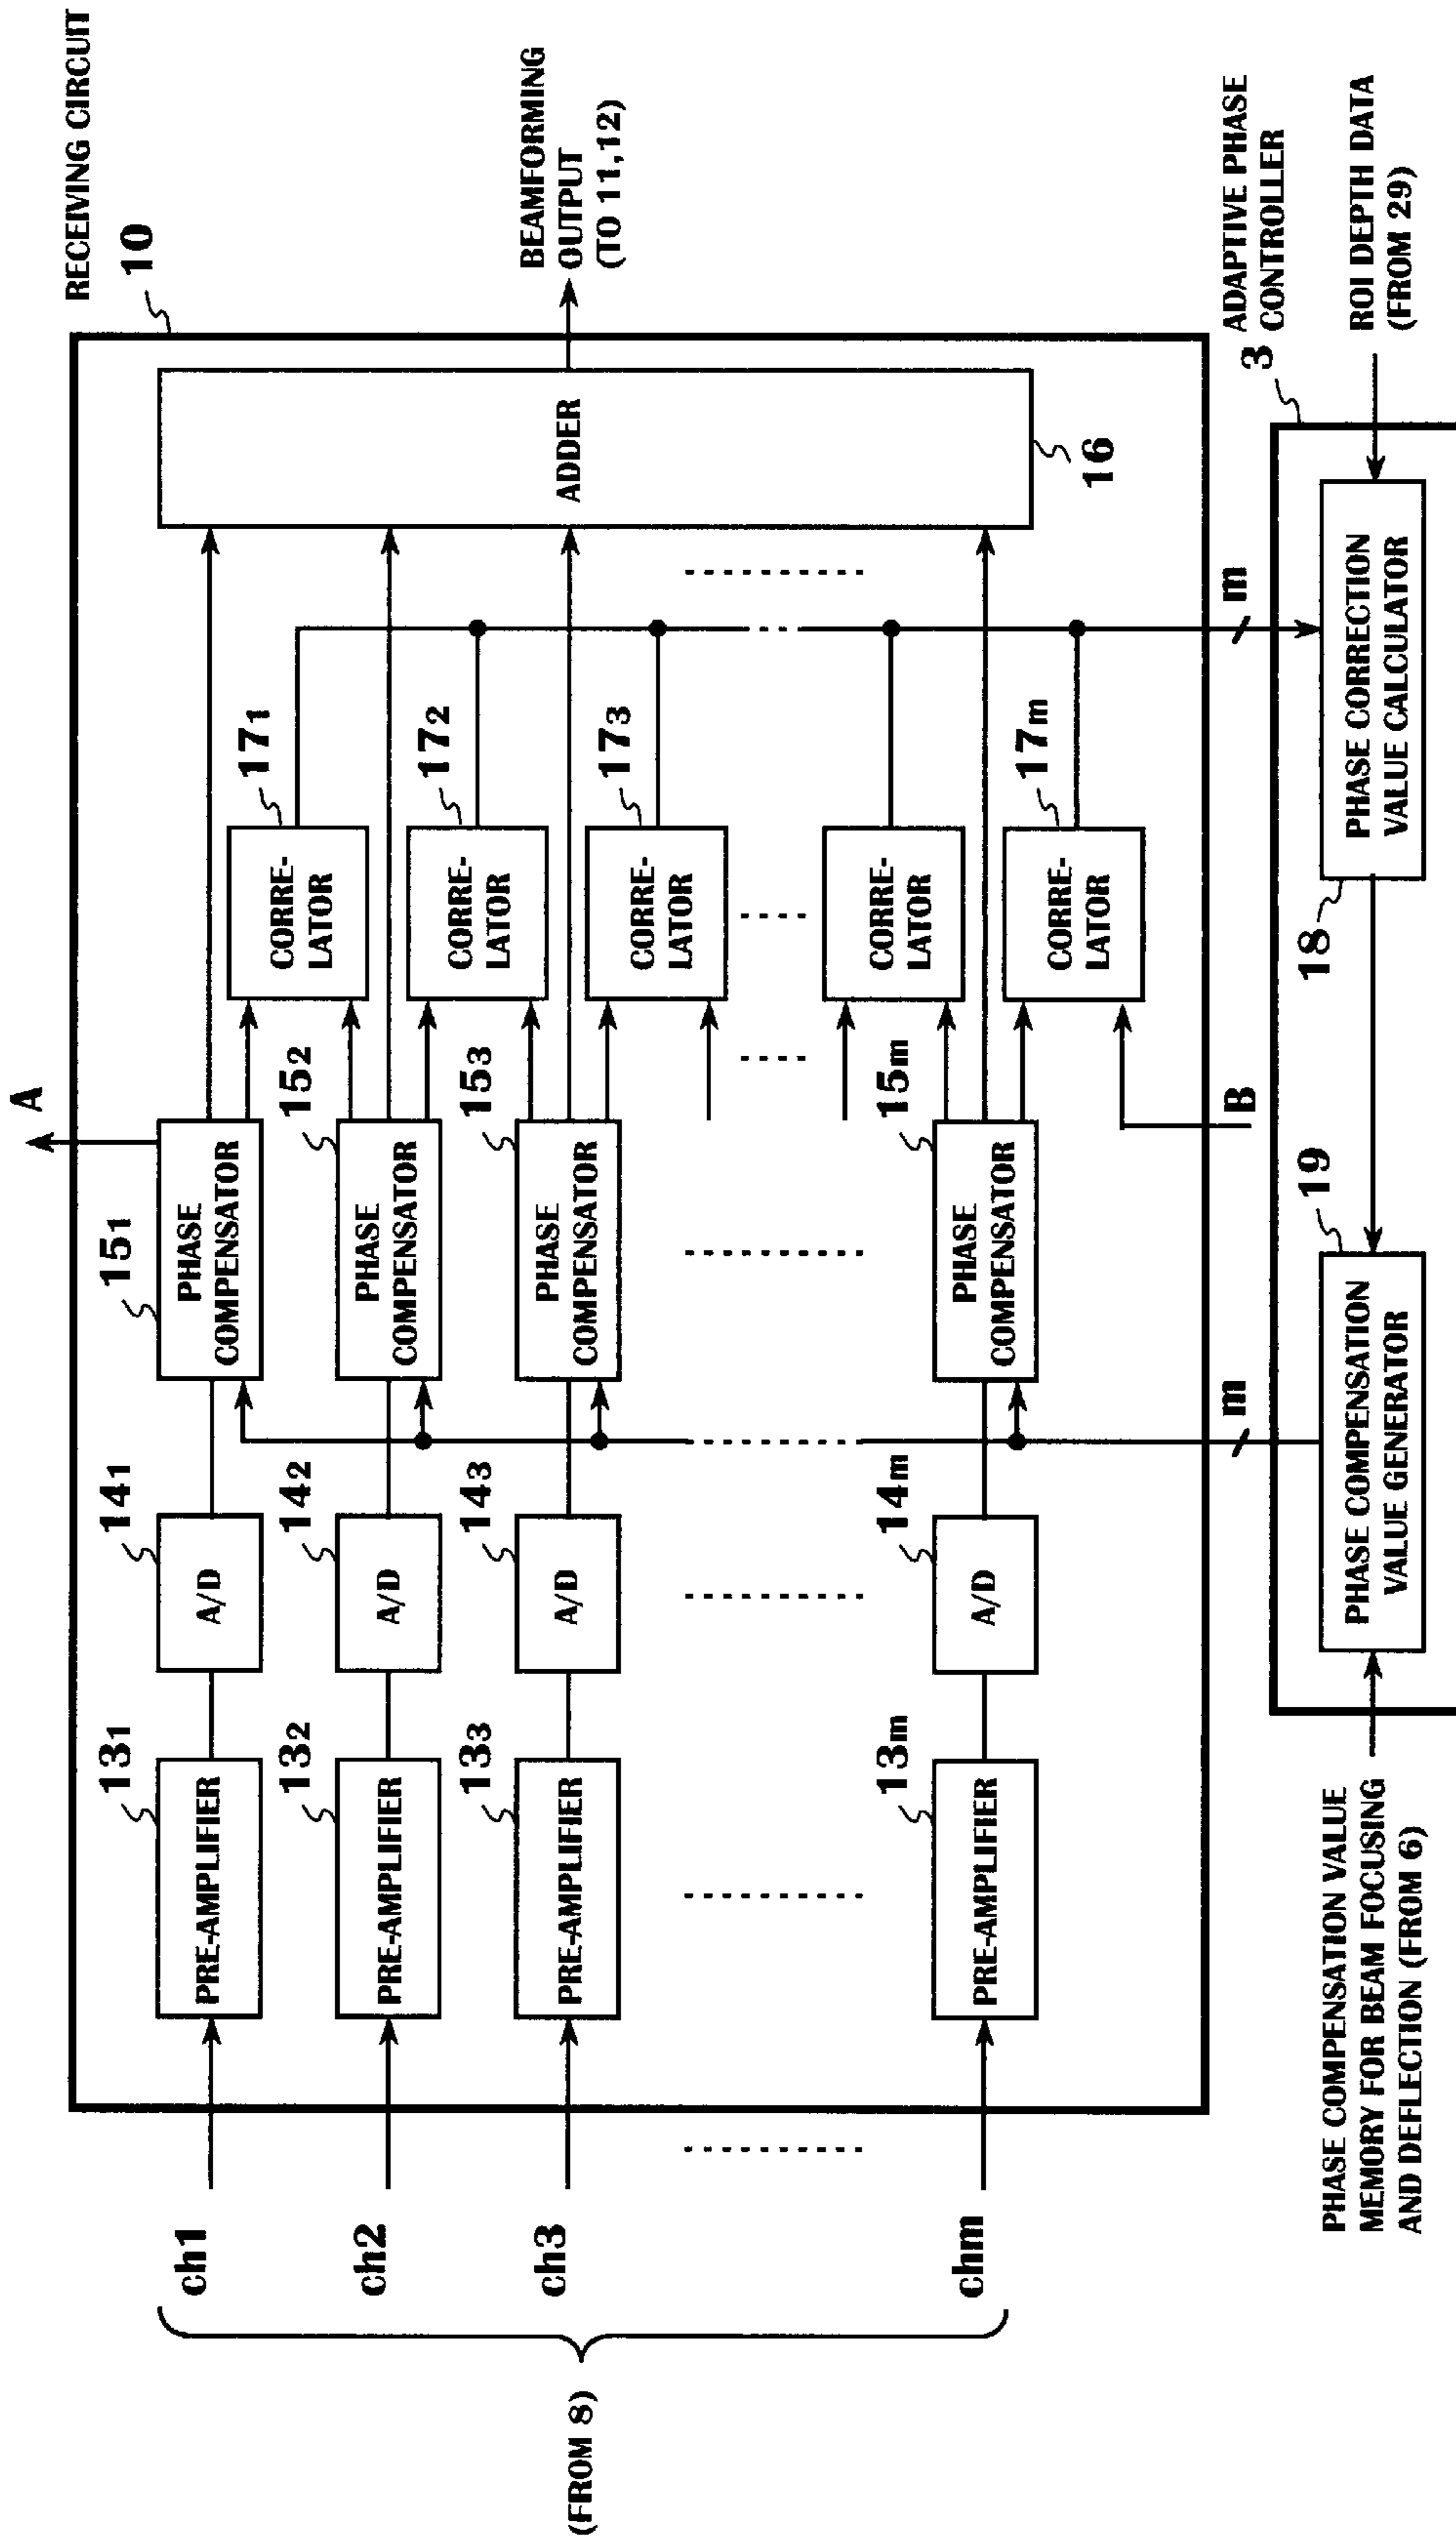 RECEIVING CIRCUIT
10
A
ch1
ch2
ch3
chm
(FROM 8)
13₁
PRE-AMPLIFIER
14₁
A/D
15₁
PHASE
COMPENSATOR
17₁
CORRE-
LATOR
13₂
PRE-AMPLIFIER
14₂
A/D
15₂
PHASE
COMPENSATOR
17₂
CORRE-
LATOR
13₃
PRE-AMPLIFIER
14₃
A/D
15₃
PHASE
COMPENSATOR
17₃
CORRE-
LATOR
CORRE-
LATOR
13m
PRE-AMPLIFIER
14m
A/D
15m
PHASE
COMPENSATOR
17m
CORRE-
LATOR
ADDER
16
BEAMFORMING
OUTPUT
(TO 11,12)
B
m
m
ADAPTIVE PHASE
CONTROLLER
3
PHASE COMPENSATION VALUE
MEMORY FOR BEAM FOCUSING
AND DEFLECTION (FROM 6)
19
PHASE COMPENSATION
VALUE GENERATOR
18
PHASE CORRECTION
VALUE CALCULATOR
ROI DEPTH DATA
(FROM 29)